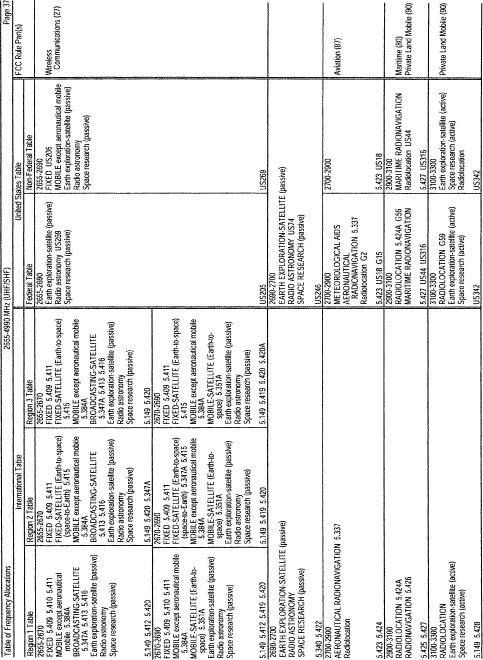 Table of Frequency Allocations
2655-4990 MHz (UHF/SHF)
Page 37
International Table
United States Table
FCC Rule Part(s)
Region 1 Table
Region 2 Table
Region 3 Table
Federal Table
Non-Federal Table
2655-2670
FIXED 5.409 5.410 5.411
MOBILE except aeronautical
mobile 5.384A
BROADCASTING-SATELLITE
5.347A 5.413 5.416
Earth exploration-satellite (passive)
Radio astronomy
Space research (passive)
5.149 5.412 5.420
2655-2670
FIXED 5.409 5.411
FIXED-SATELLITE (Earth-to-space)
(space-to-Earth) 5.415
MOBILE except aeronautical mobile
5.384A
BROADCASTING-SATELLITE
5.413 5.416
Earth exploration-satellite (passive)
Radio astronomy
Space research (passive)
5.149 5.420 5.347A
2655-2670
FIXED 5.409 5.411
FIXED-SATELLITE (Earth-to-space)
5.415
MOBILE except aeronautical mobile
5.384A
BROADCASTING-SATELLITE
5.347A 5.413 5.416
Earth exploration-satellite (passive)
Radio astronomy
Space research (passive)
5.149 5.420
2655-2690
Earth exploration-satellite (passive)
Radio astronomy US269
Space research (passive)
US205
2655-2690
FIXED US205
MOBILE except aeronautical mobile
Earth exploration-satellite (passive)
Radio astronomy
Space research (passive)
US269
Wireless
Communications (27)
2670-2690
FIXED 5.409 5.410 5.411
MOBILE except aeronautical mobile
5.384A
MOBILE-SATELLITE (Earth-to-
space) 5.351A
Earth exploration-satellite (passive)
Radio astronomy
Space research (passive)
5.149 5.412 5.419 5.420
2670-2690
FIXED 5.409 5.411
FIXED-SATELLITE (Earth-to-space)
(space-to-Earth) 5.347A 5.415
MOBILE except aeronautical mobile
5.384A
MOBILE-SATELLITE (Earth-to-
space) 5.351A
Earth exploration-satellite (passive)
Radio astronomy
Space research (passive)
5.149 5.419 5.420
2670-2690
FIXED 5.409 5.411
FIXED-SATELLITE (Earth-to-space)
5.415
MOBILE except aeronautical mobile
5.384A
MOBILE-SATELLITE (Earth-to-
space) 5.351A
Earth exploration-satellite (passive)
Radio astronomy
Space research (passive)
5.149 5.419 5.420 5.420A
2690-2700
EARTH EXPLORATION-SATELLITE (passive)
RADIO ASTRONOMY
SPACE RESEARCH (passive)
5.340 5.422
2690-2700
EARTH EXPLORATION-SATELLITE (passive)
RADIO ASTRONOMY US74
SPACE RESEARCH (passive)
US246
2700-2900
AERONAUTICAL RADIONAVIGATION 5.337
Radiolocation
5.423 5.424
2700-2900
METEOROLOGICAL AIDS
AERONAUTICAL
RADIONAVIGATION 5.337
Radiolocation G2
5.423 US18 G15
2700-2900
5.423 US18
Aviation (87)
2900-3100
RADIOLOCATION 5.424A
RADIONAVIGATION 5.426
5.425 5.427
2900-3100
RADIOLOCATION 5.424A G56
MARITIME RADIONAVIGATION
5.427 US44 US316
2900-3100
MARITIME RADIONAVIGATION
Radiolocation US44
5.427 US316
Maritime (80)
Private Land Mobile (90)
3100-3300
RADIOLOCATION
Earth exploration-satellite (active)
Space research (active)
5.149 5.428
3100-3300
RADIOLOCATION G59
Earth exploration-satellite (active)
Space research (active)
US342
3100-3300
Earth exploration-satellite (active)
Space research (active)
Radiolocation
US342
Private Land Mobile (90)